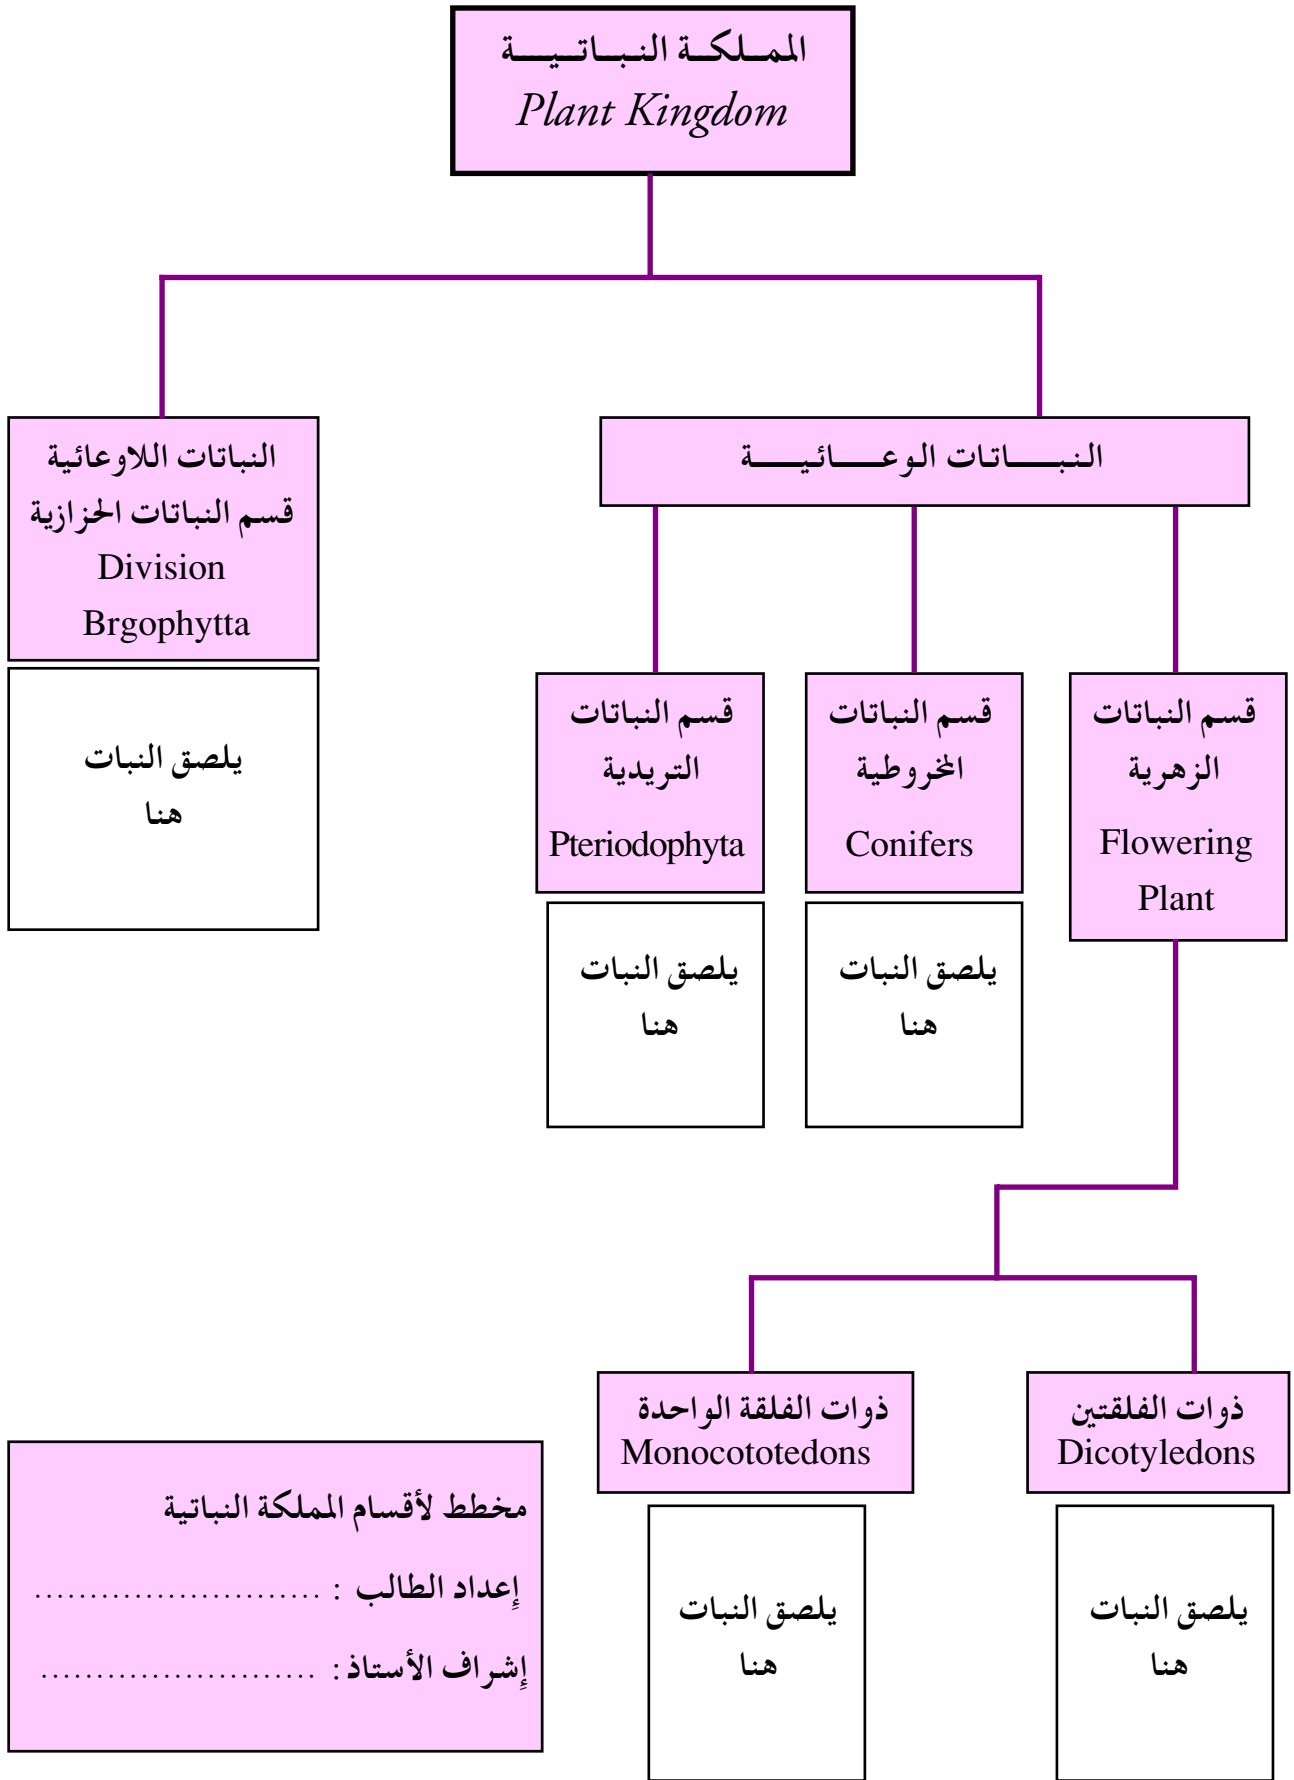 المملكة النباتية
Plant Kingdom
النباتات الوعائية
النباتات اللاوعائية
قسم النباتات الحزازية
Division
Brgophytta
يلصق النبات
هنا
قسم النباتات
الزهرية
Flowering
Plant
قسم النباتات
المخروطية
Conifers
يلصق النبات
هنا
قسم النباتات
التريدية
Pteriodophyta
يلصق النبات
هنا
ذوات الفلقتين
Dicotyledons
يلصق النبات
هنا
ذوات الفلقة الواحدة
Monocototedons
يلصق النبات
هنا
مخطط لأقسام المملكة النباتية
إعداد الطالب : ..........................
إشراف الأستاذ : .........................